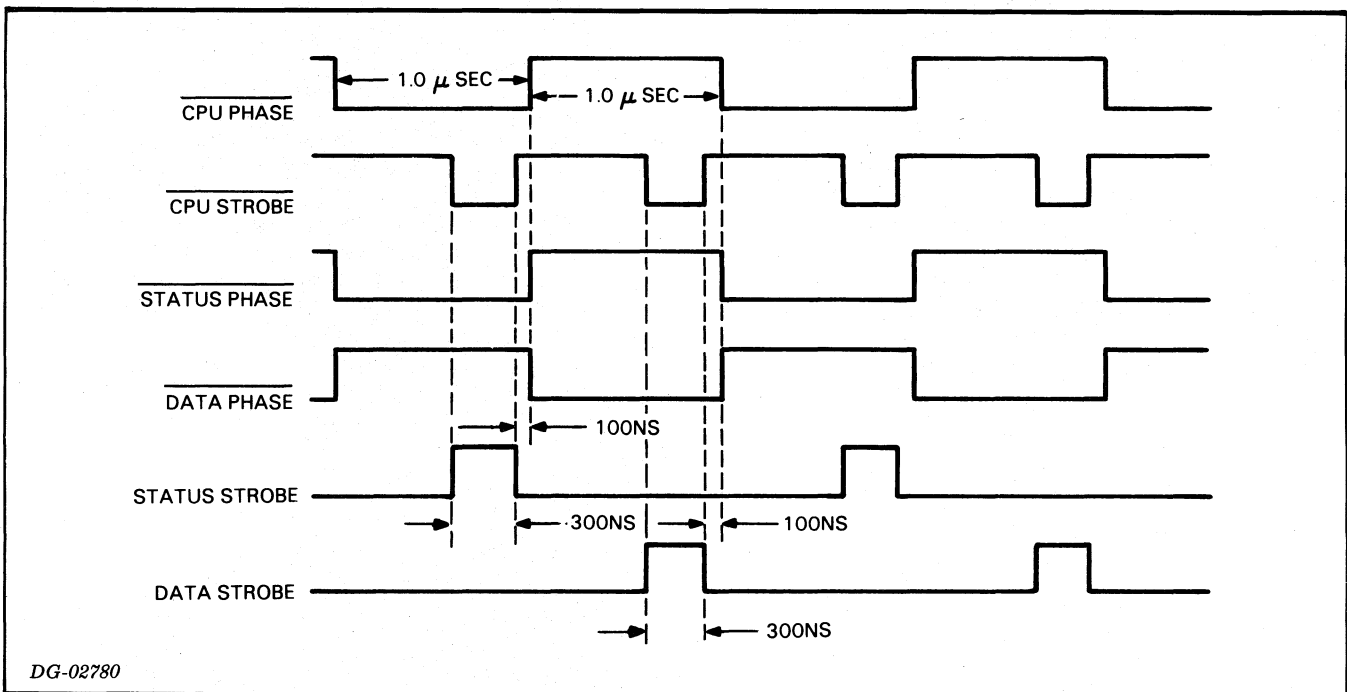 1.0 μ SEC
1.0 μ SEC
CPU PHASE
CPU STROBE
STATUS PHASE
DATA PHASE
100NS
STATUS STROBE
300NS
100NS
DATA STROBE
300NS
DG-02780